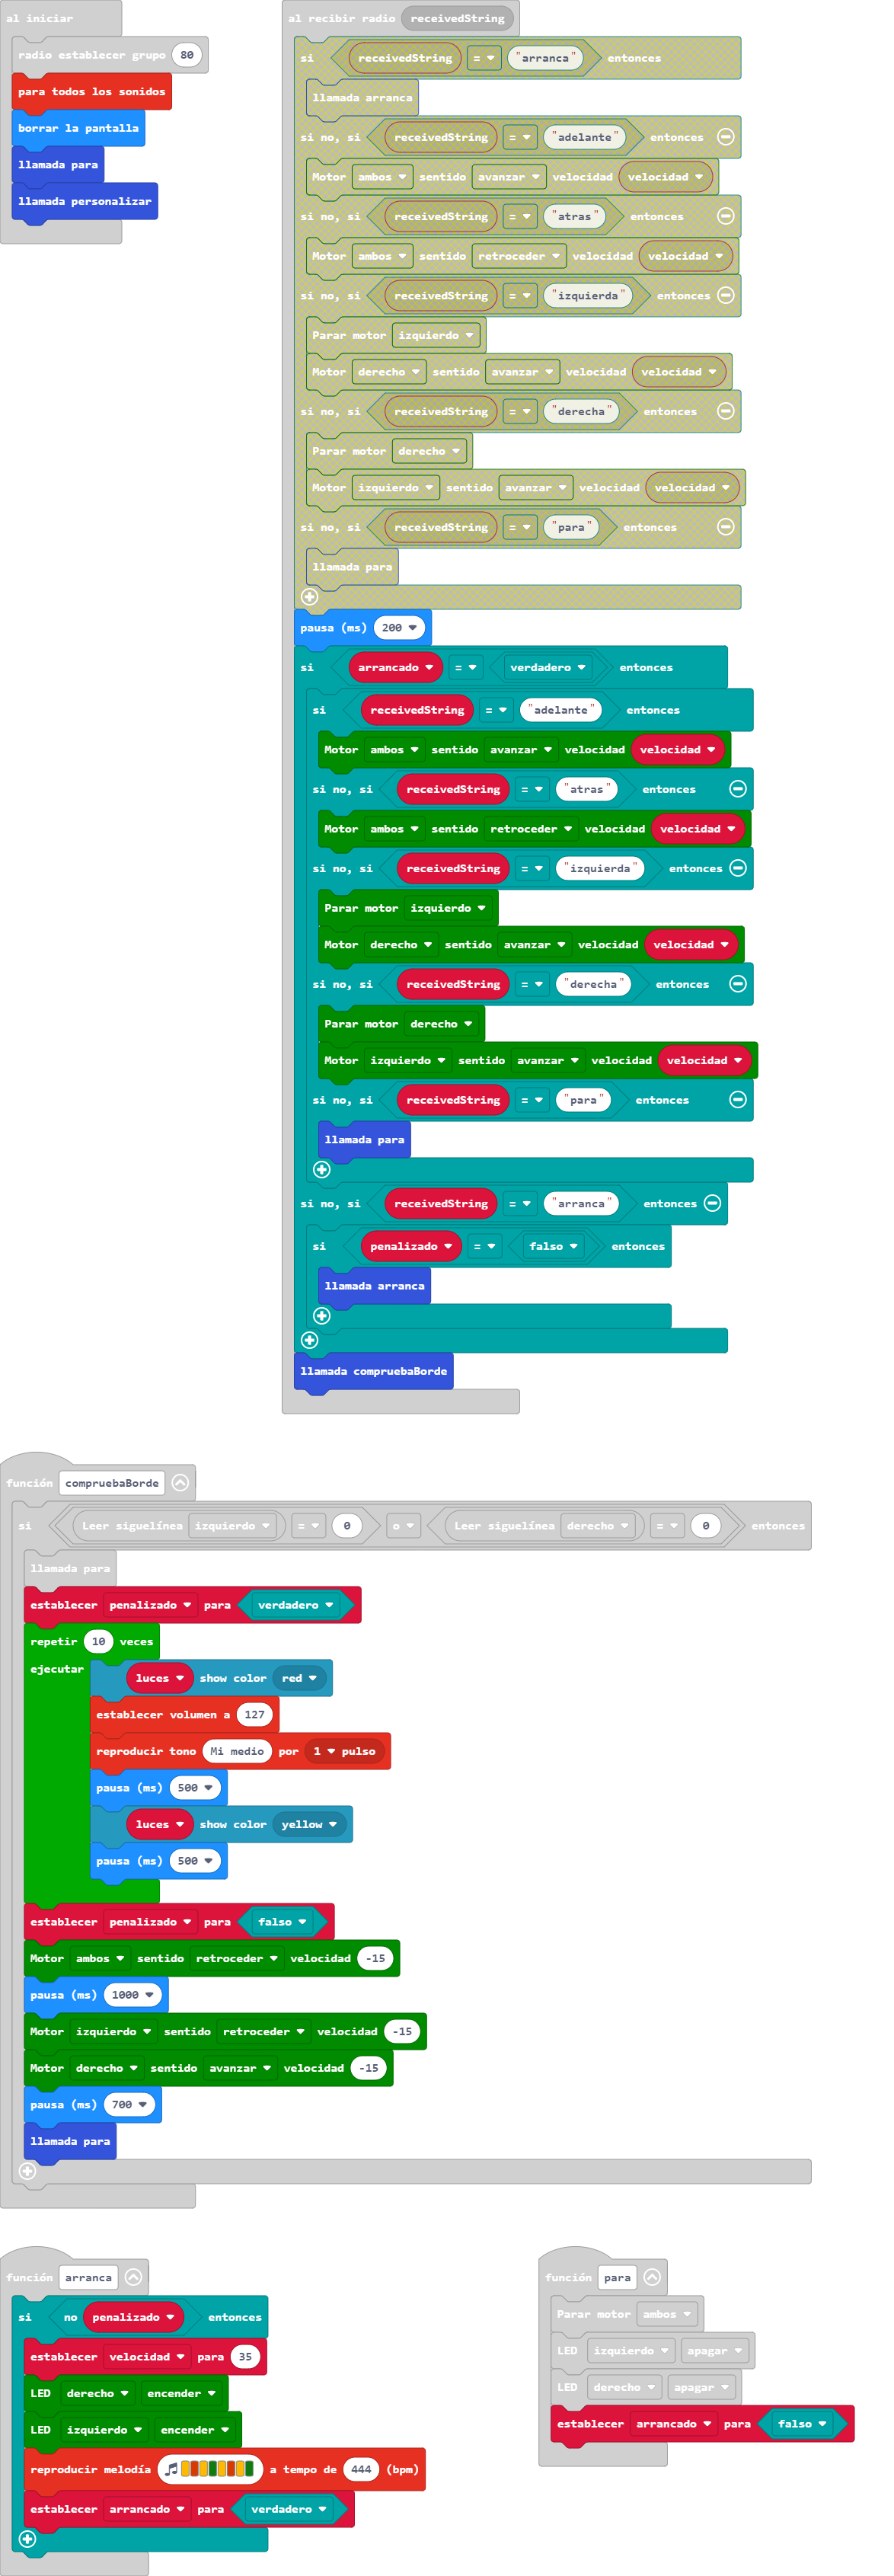 al iniciar
radio establecer grupo 80
para todos los sonidos
borrar la pantalla
llamada para
llamada personalizar
al recibir radio receivedString
si receivedString = "arranca" entonces
llamada arranca
si no, si receivedString = "adelante" entonces
Motor ambos sentido avanzar velocidad velocidad
si no, si receivedString = "atras" entonces
Motor ambos sentido retroceder velocidad velocidad
si no, si receivedString = "izquierda" entonces
Parar motor izquierdo
Motor derecho sentido avanzar velocidad velocidad
si no, si receivedString = "derecha" entonces
Parar motor derecho
Motor izquierdo sentido avanzar velocidad velocidad
si no, si receivedString = "para" entonces
llamada para
pausa (ms) 200
si arrancado = verdadero entonces
si receivedString = "adelante" entonces
Motor ambos sentido avanzar velocidad velocidad
si no, si receivedString = "atras" entonces
Motor ambos sentido retroceder velocidad velocidad
si no, si receivedString = "izquierda" entonces
Parar motor izquierdo
Motor derecho sentido avanzar velocidad velocidad
si no, si receivedString = "derecha" entonces
Parar motor derecho
Motor izquierdo sentido avanzar velocidad velocidad
si no, si receivedString = "para" entonces
llamada para
si no, si receivedString = "arranca" entonces
si penalizado = falso entonces
llamada arranca
llamada compruebaBorde
función compruebaBorde
si Leer siguelínea izquierdo = 0 o Leer siguelínea derecho = 0 entonces
llamada para
establecer penalizado para verdadero
repetir 10 veces
ejecutar luces show color red
establecer volumen a 127
reproducir tono Mi medio por 1 pulso
pausa (ms) 500
luces show color yellow
pausa (ms) 500
establecer penalizado para falso
Motor ambos sentido retroceder velocidad -15
pausa (ms) 1000
Motor izquierdo sentido retroceder velocidad -15
Motor derecho sentido avanzar velocidad -15
pausa (ms) 700
llamada para
función arranca
si no penalizado entonces
establecer velocidad para 35
LED derecho encender
LED izquierdo encender
reproducir melodía a tempo de 444 (bpm)
establecer arrancado para verdadero
función para
Parar motor ambos
LED izquierdo apagar
LED derecho apagar
establecer arrancado para falso